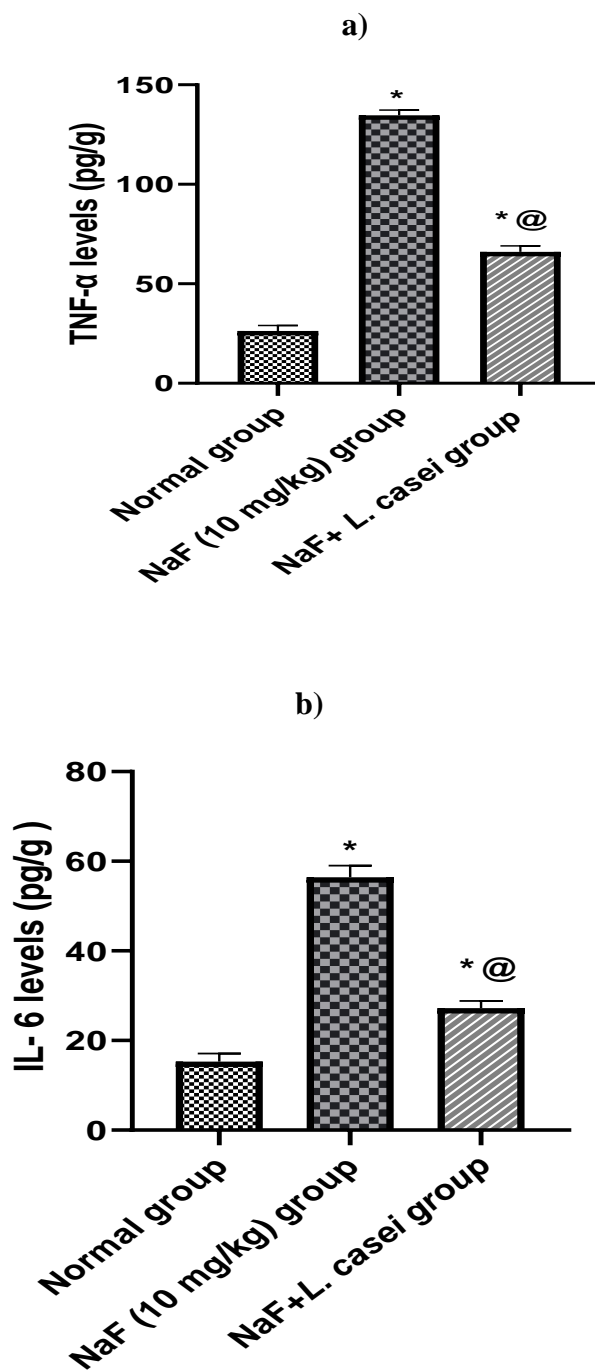 a)
TNF-α levels (pg/g)
150
100
50
0
*
* @
Normal group
NaF (10 mg/kg) group
NaF+ L. casei group
b)
IL- 6 levels (pg/g )
80
60
40
20
0
*
* @
Normal group
NaF (10 mg/kg) group
NaF+L. casei group